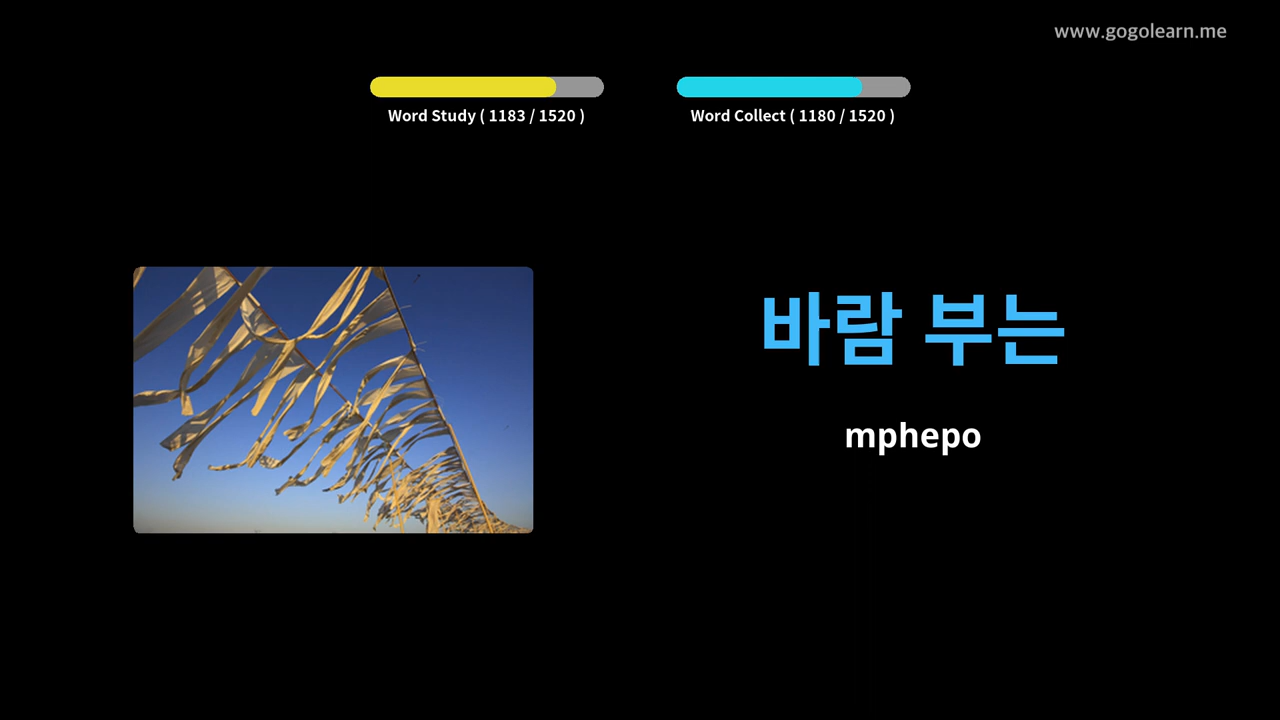 www.gogolearn.me
Word Study ( 1183 / 1520 )
Word Collect ( 1180 / 1520 )
바람 부는
mphepo